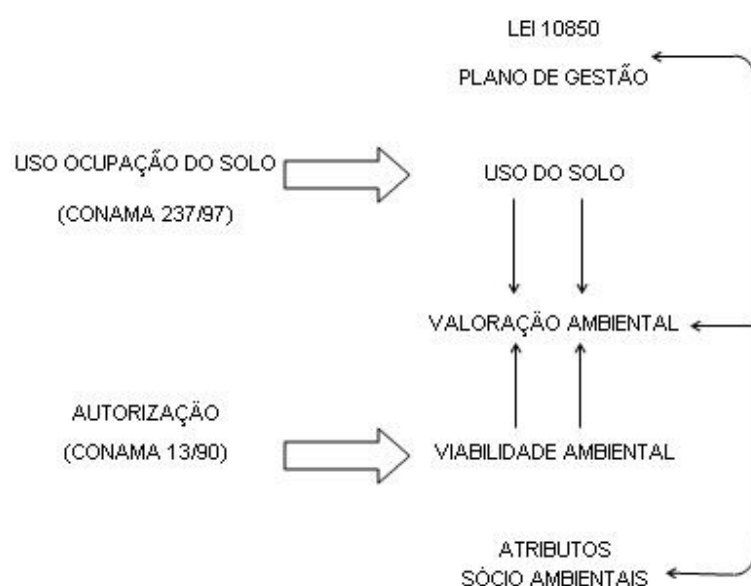 LEI 10850
PLANO DE GESTÃO
USO OCUPAÇÃO DO SOLO
(CONAMA 237/97)
USO DO SOLO
VALORAÇÃO AMBIENTAL
AUTORIZAÇÃO
(CONAMA 13/90)
VIABILIDADE AMBIENTAL
ATRIBUTOS
SÓCIO AMBIENTAIS